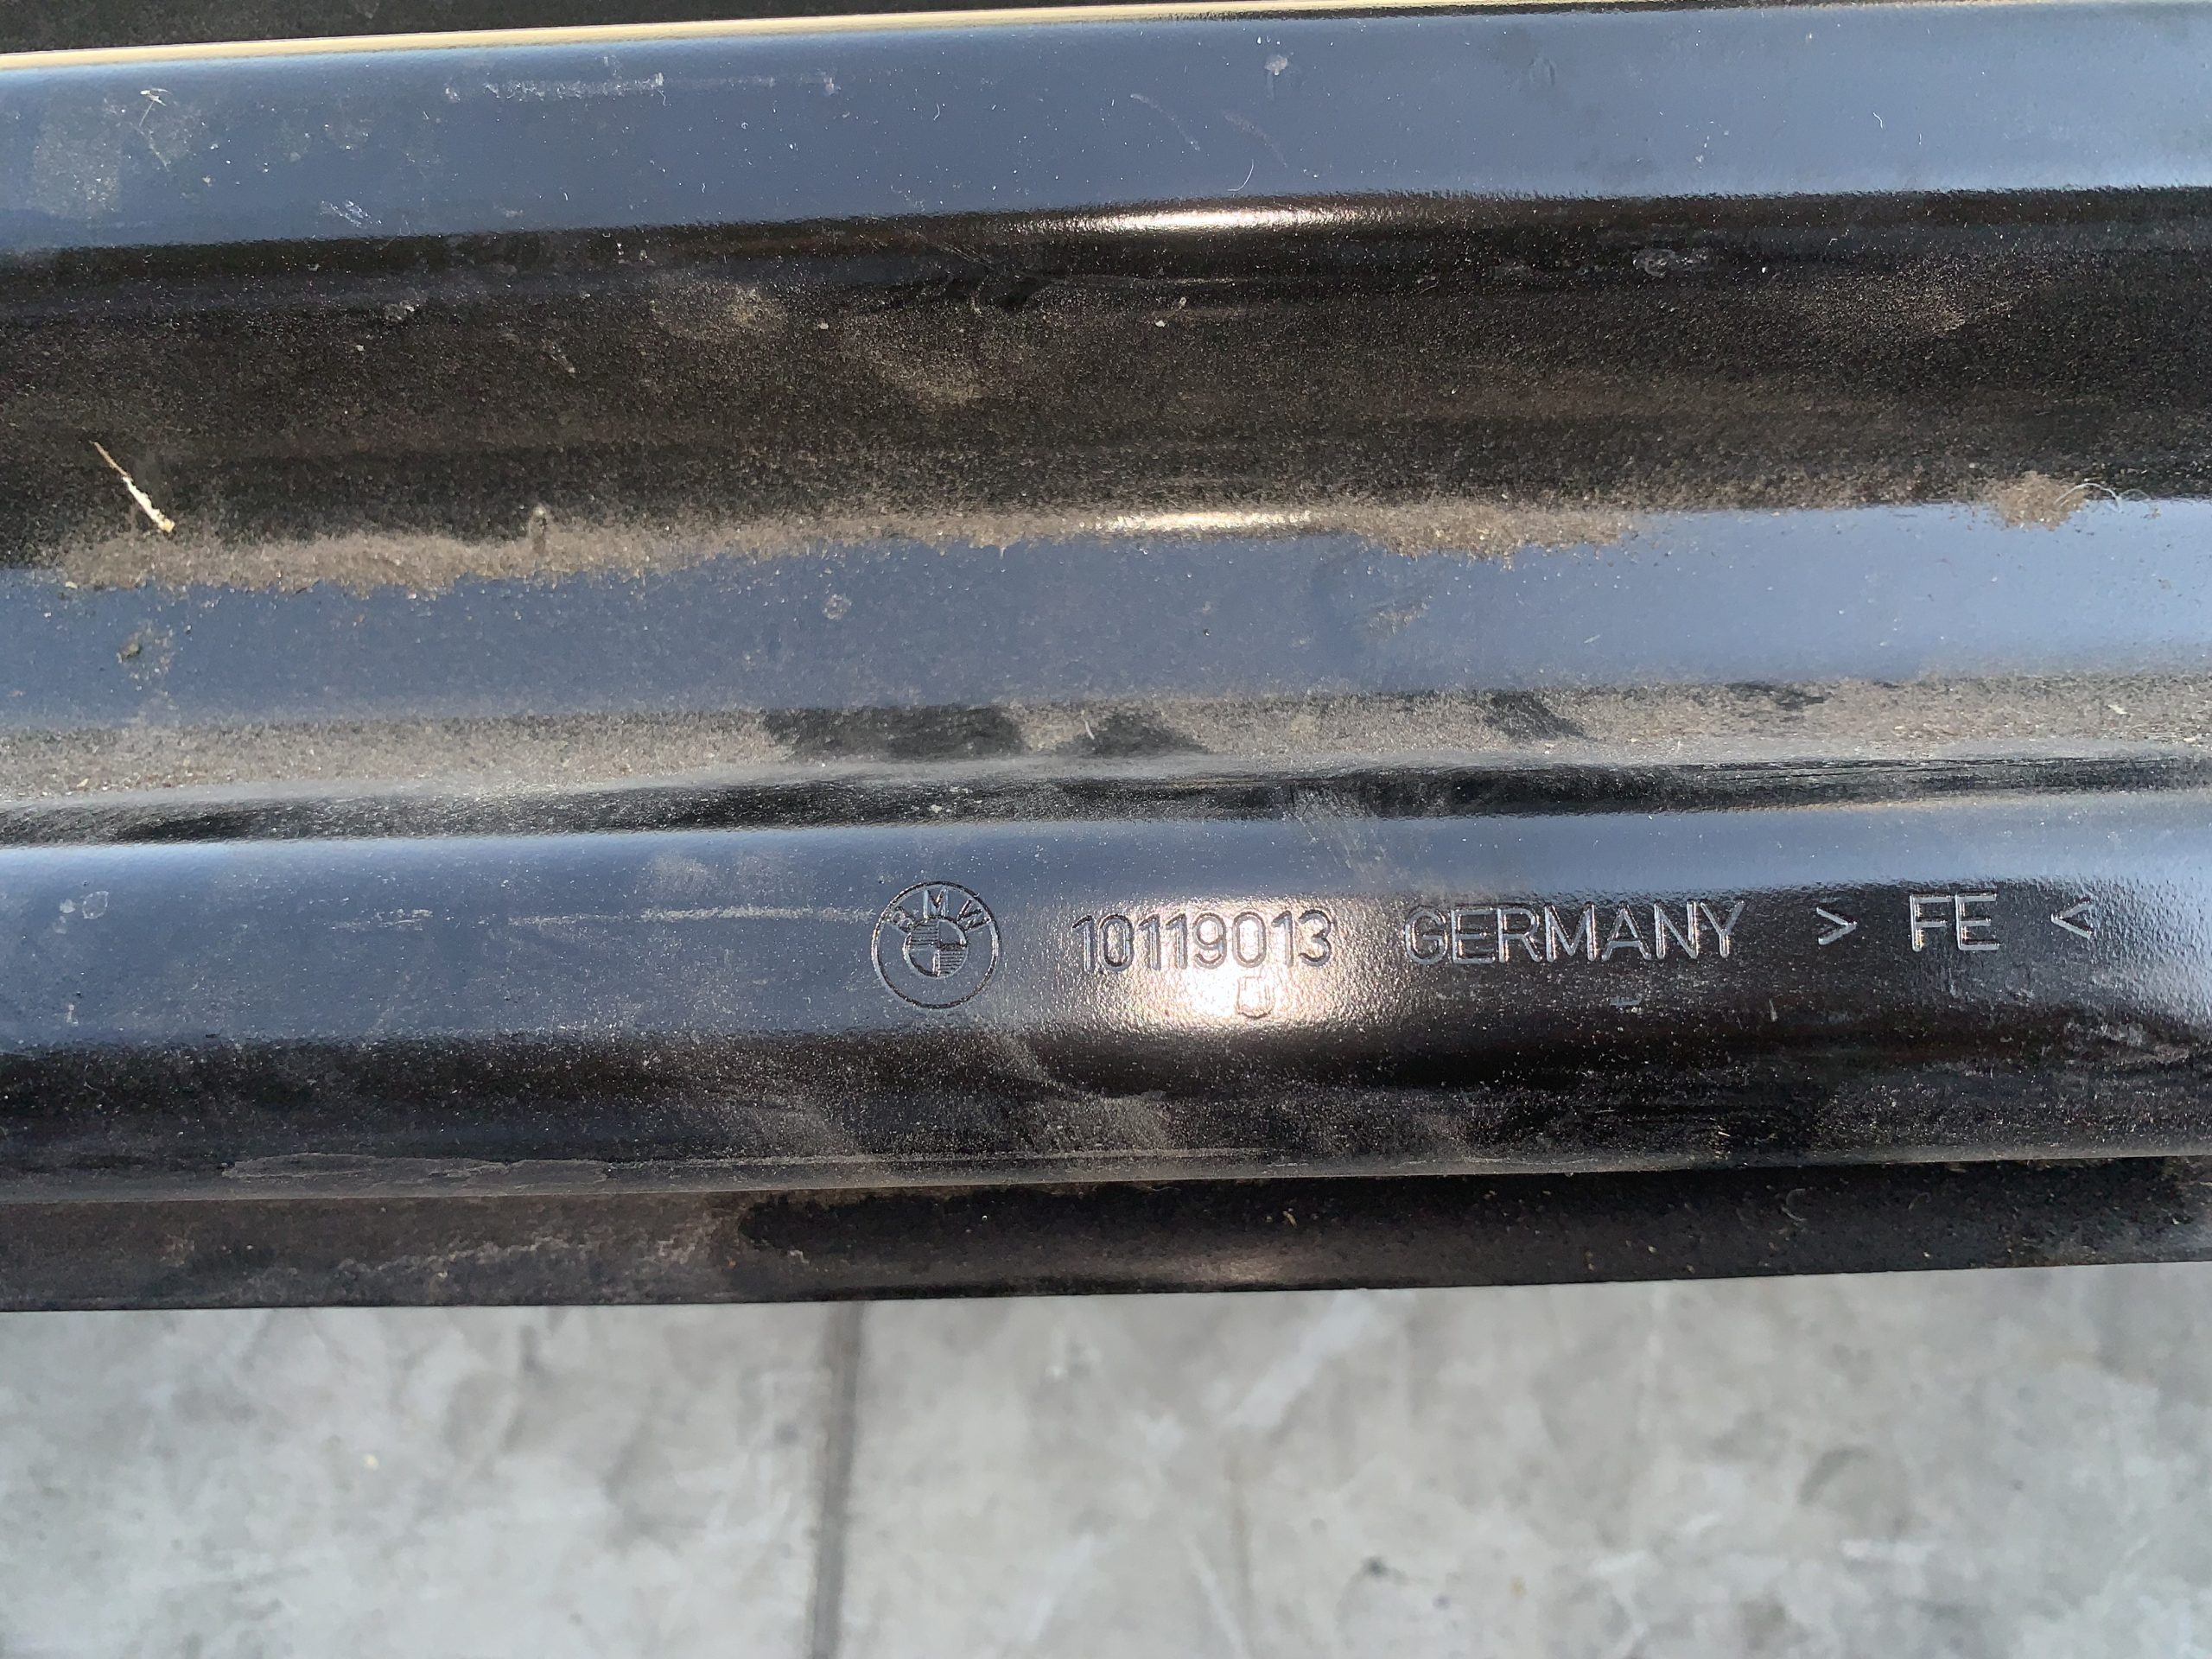 BMW 10119013 GERMANY > FE <
U